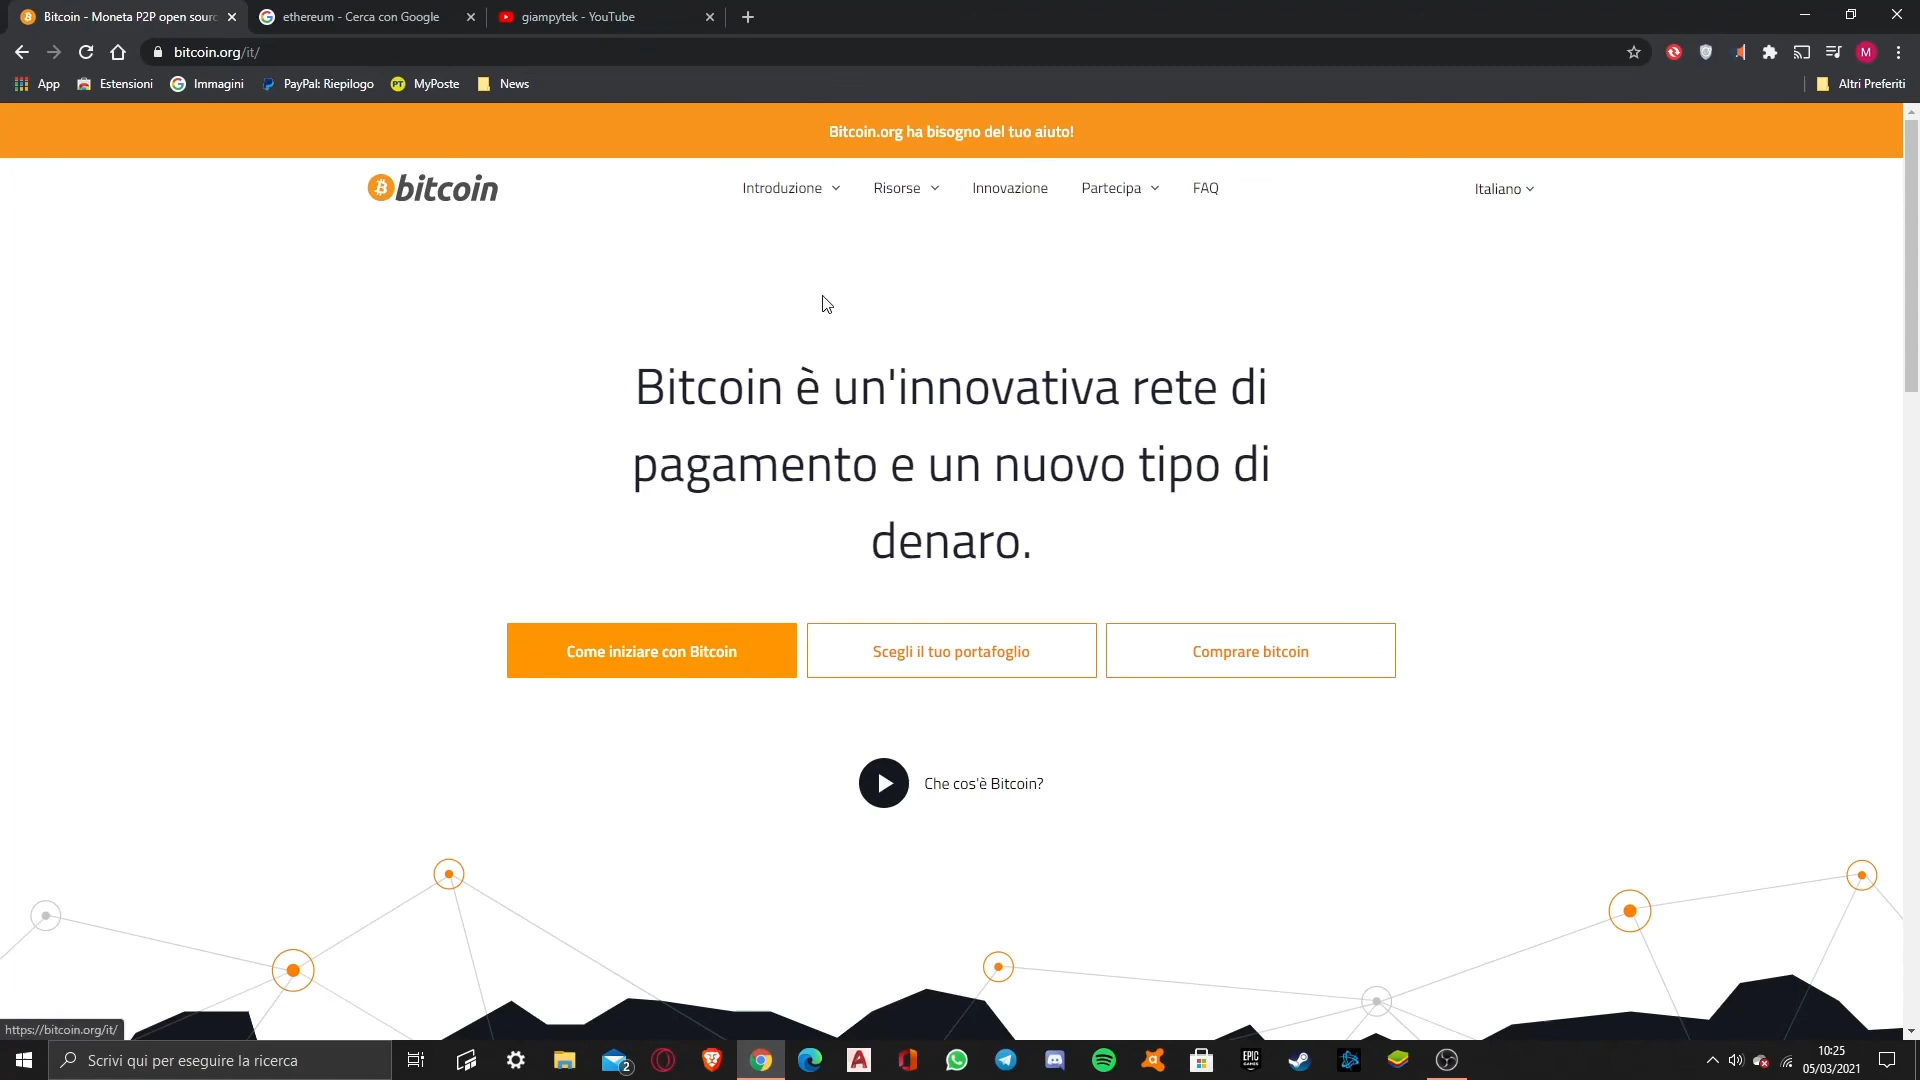 Bitcoin - Moneta P2P open sourc
ethereum - Cerca con Google
giampytek - YouTube
bitcoin.org/it/
M
App
Estensioni
Immagini
PayPal: Riepilogo
MyPoste
News
Altri Preferiti
Bitcoin.org ha bisogno del tuo aiuto!
bitcoin
Introduzione
Risorse
Innovazione
Partecipa
FAQ
Italiano
Bitcoin è un'innovativa rete di
pagamento e un nuovo tipo di
denaro.
Come iniziare con Bitcoin
Scegli il tuo portafoglio
Comprare bitcoin
Che cos'è Bitcoin?
https://bitcoin.org/it/
Scrivi qui per eseguire la ricerca
2
EPIC
GAMES
10:25
05/03/2021